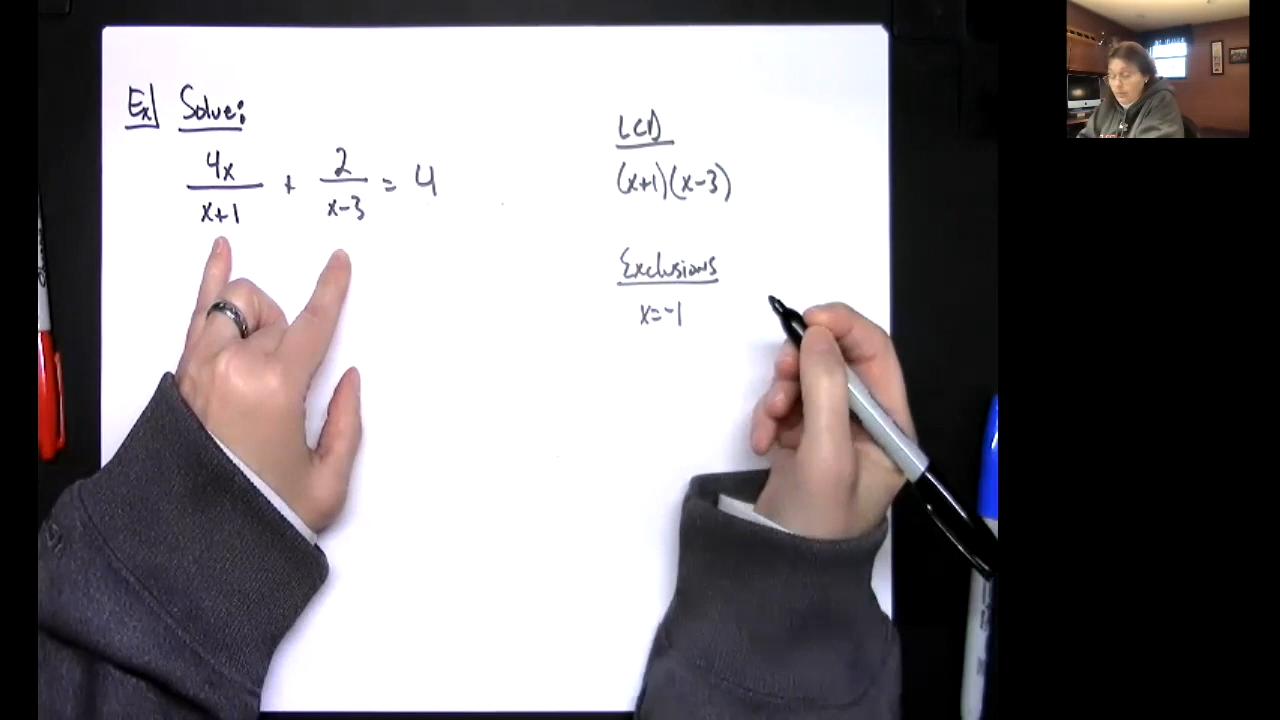 Ex] Solve:
4x/(x+1) + 2/(x-3) = 4
LCD
(x+1)(x-3)
Exclusions
x=-1